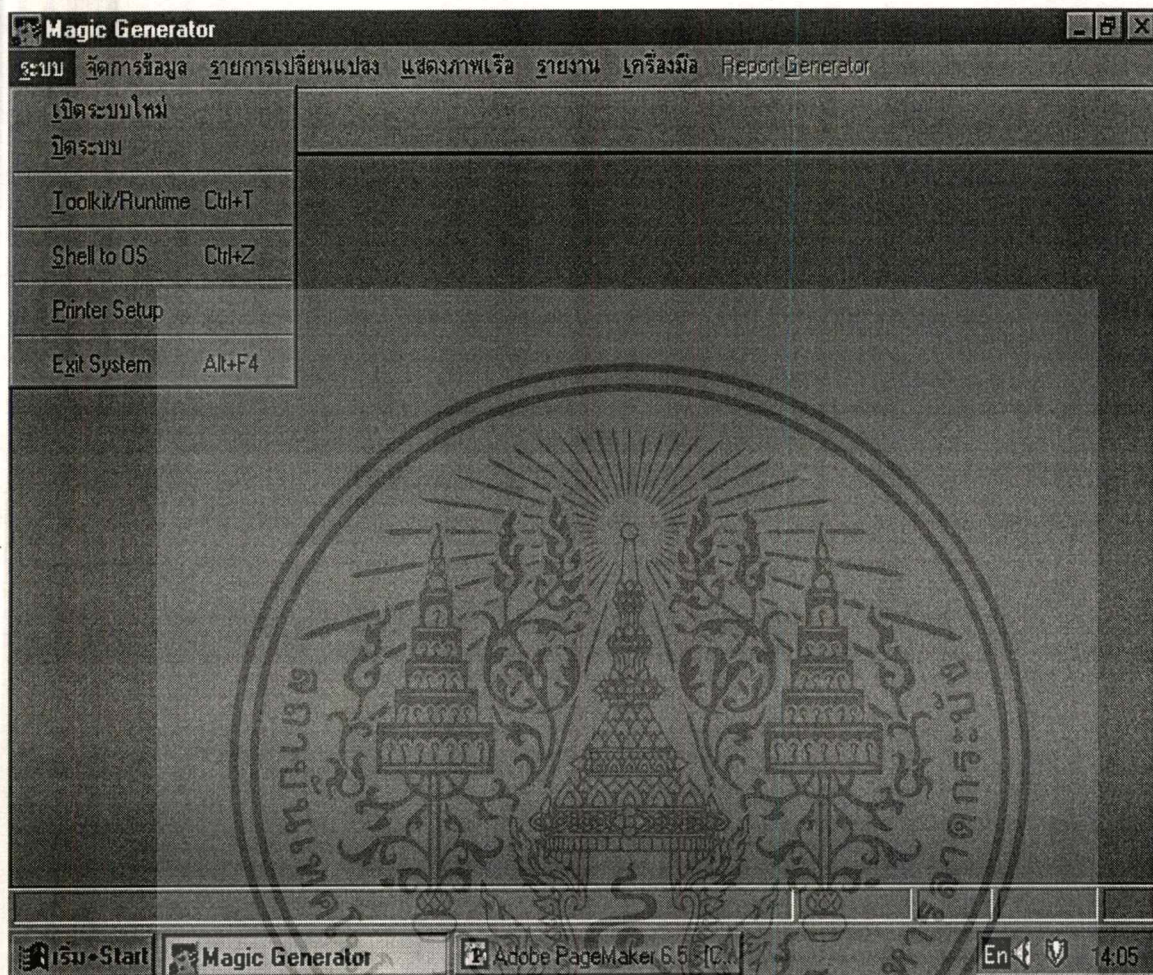 Magic Generator
ระบบ จัดการข้อมูล รายการเปลี่ยนแปลง แสดงภาพเรือ รายงาน เครื่องมือ Report Generator
เปิดระบบใหม่
ปิดระบบ
Toolkit/Runtime Ctrl+T
Shell to OS Ctrl+Z
Printer Setup
Exit System Alt+F4
เริ่ม+Start Magic Generator Adobe PageMaker 6.5 - [C... En 14:05